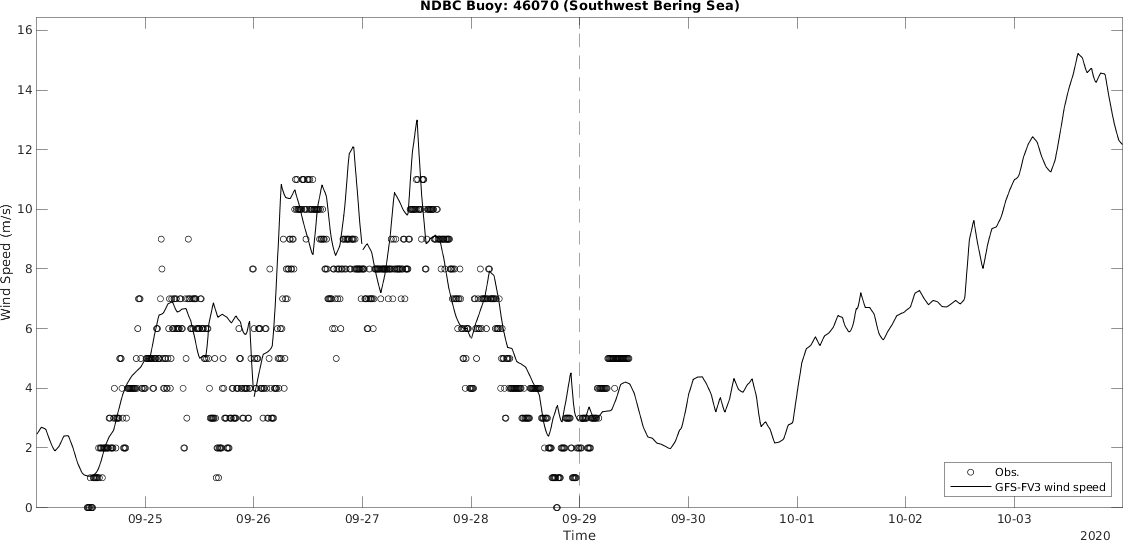 NDBC Buoy: 46070 (Southwest Bering Sea)
16
14
12
10
8
6
4
2
0
Wind Speed (m/s)
Obs.
GFS-FV3 wind speed
09-25 09-26 09-27 09-28 09-29 09-30 10-01 10-02 10-03
Time
2020